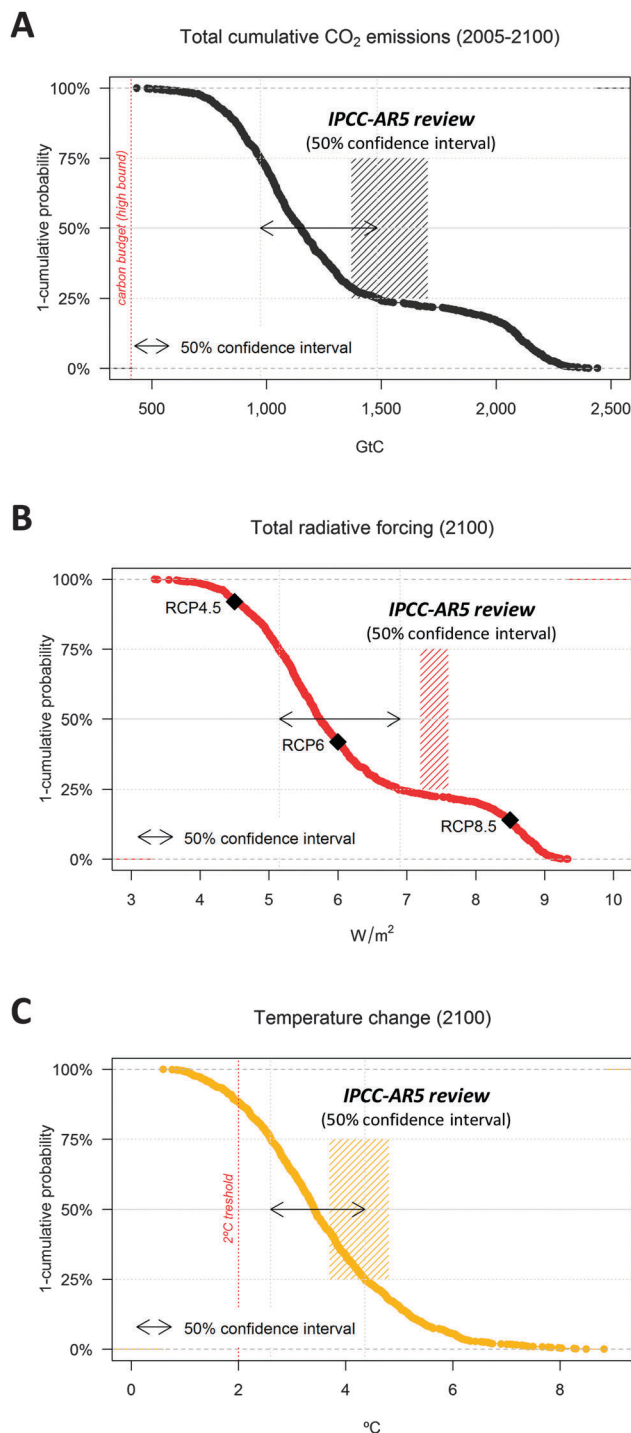 A
Total cumulative CO₂ emissions (2005-2100)
100%
75%
50%
25%
0%
1-cumulative probability
carbon budget (high bound)
IPCC-AR5 review
(50% confidence interval)
50% confidence interval
500
1,000
1,500
2,000
2,500
GtC
B
Total radiative forcing (2100)
100%
75%
50%
25%
0%
1-cumulative probability
RCP4.5
IPCC-AR5 review
(50% confidence interval)
RCP6
RCP8.5
50% confidence interval
3
4
5
6
7
8
9
10
W/m²
C
Temperature change (2100)
100%
75%
50%
25%
0%
1-cumulative probability
2ºC treshold
IPCC-AR5 review
(50% confidence interval)
50% confidence interval
0
2
4
6
8
ºC